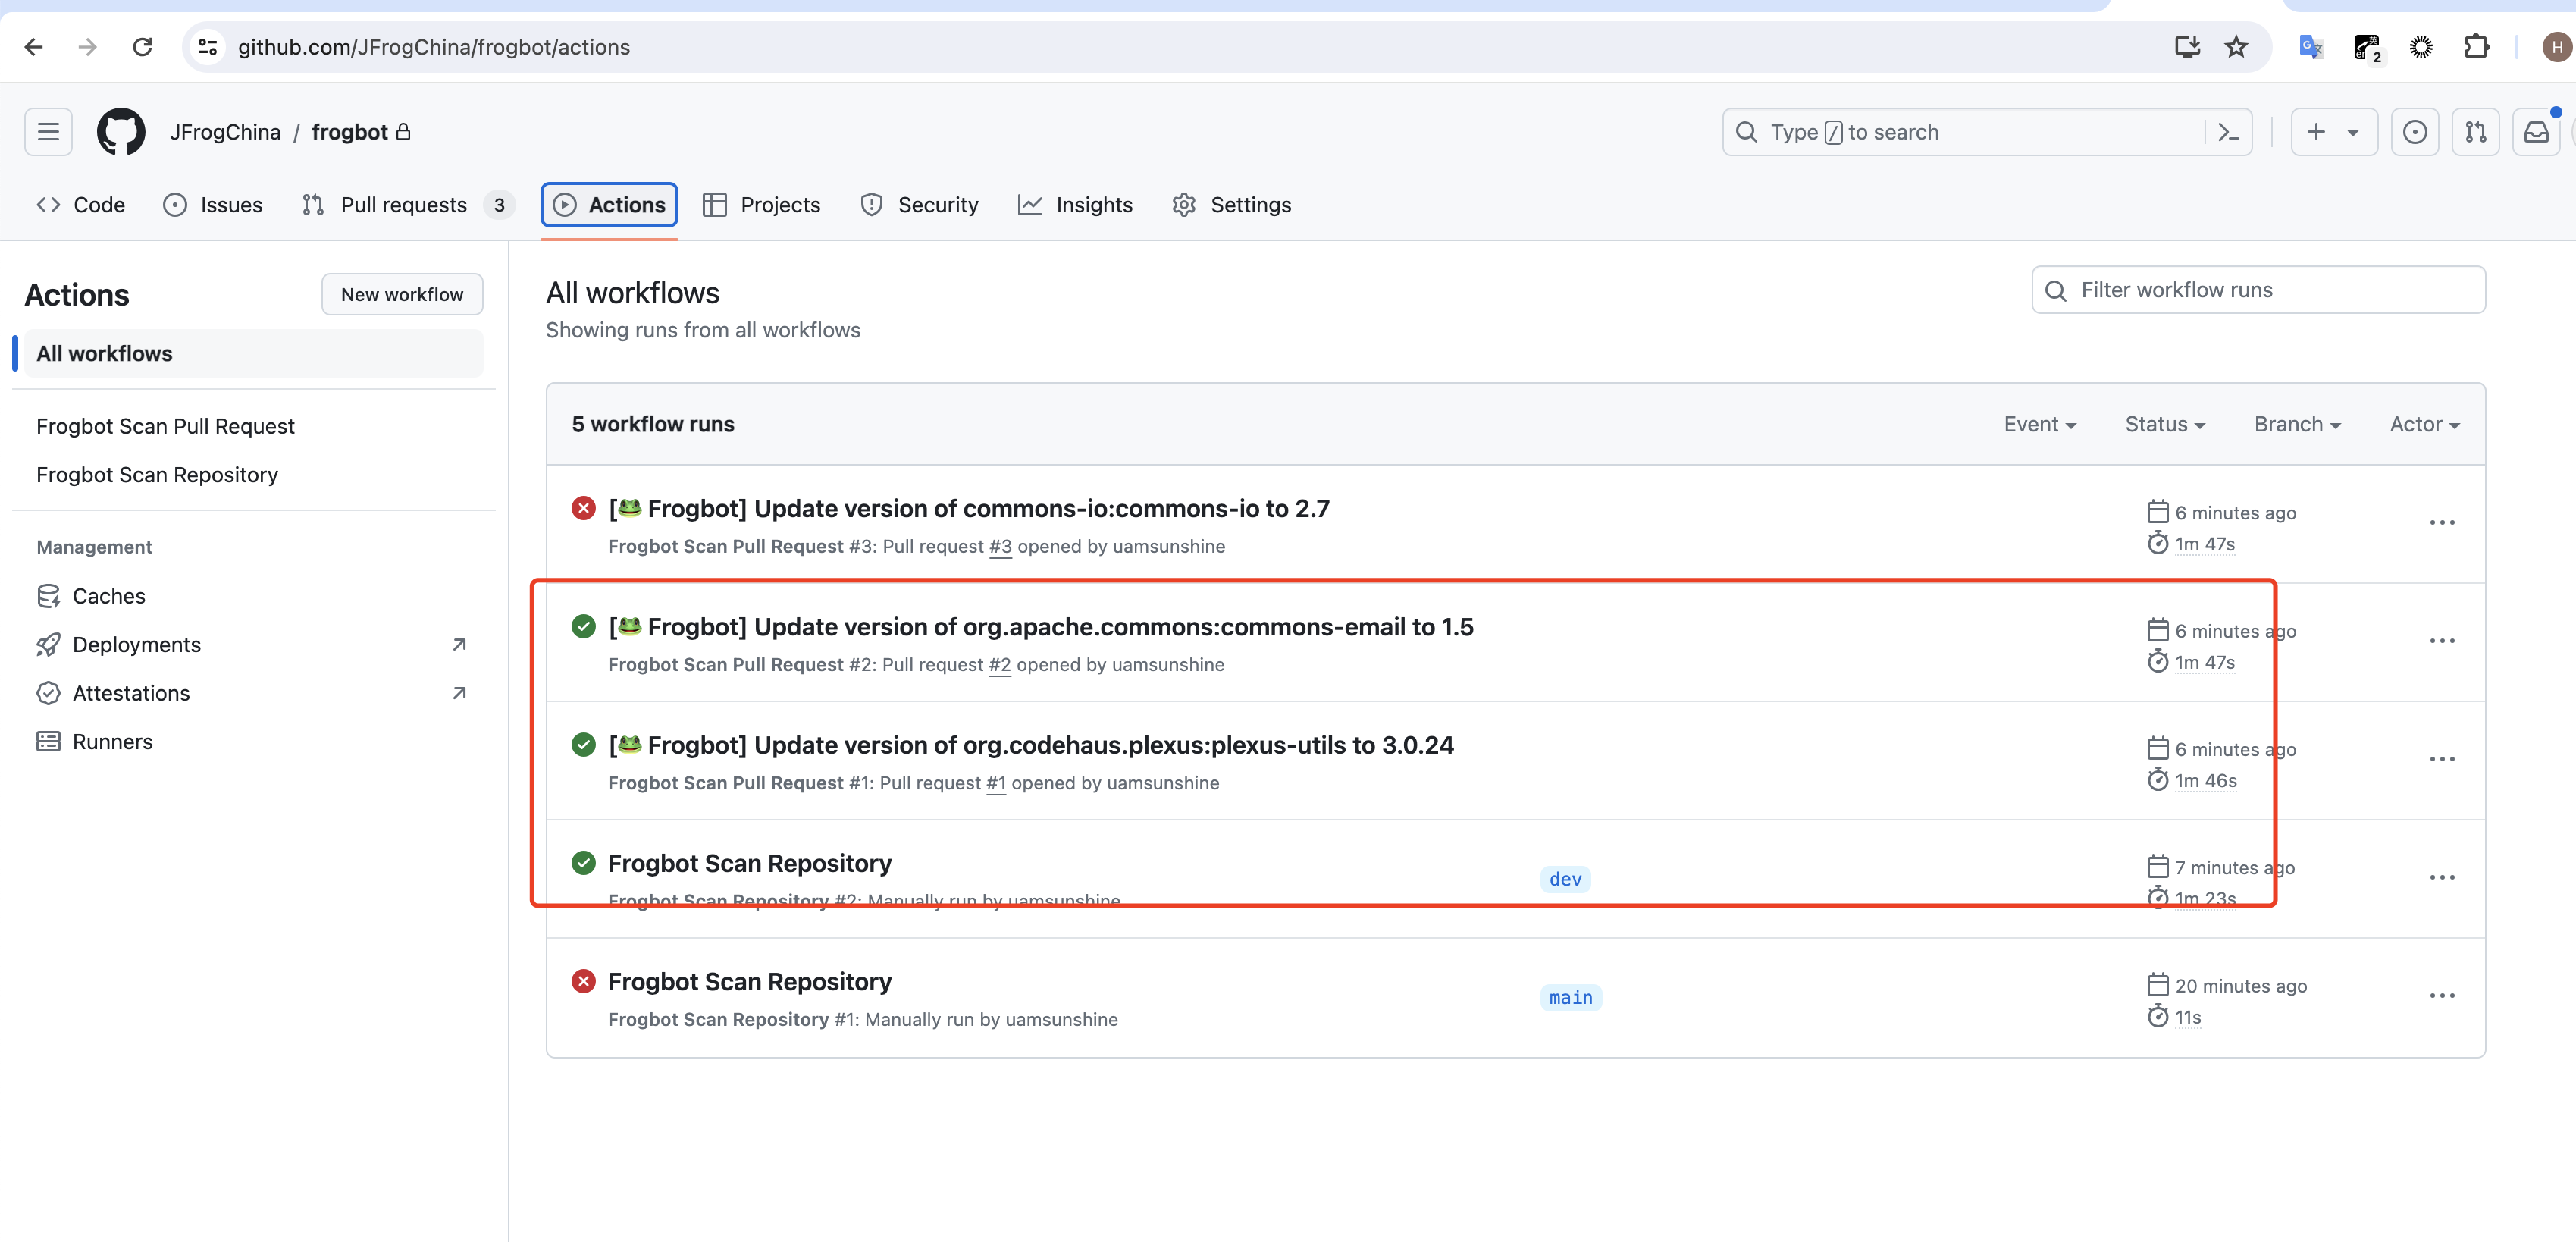 github.com/JFrogChina/frogbot/actions
2
H
JFrogChina / frogbot
Type / to search
Code
Issues
Pull requests 3
Actions
Projects
Security
Insights
Settings
Actions
New workflow
All workflows
Frogbot Scan Pull Request
Frogbot Scan Repository
Management
Caches
Deployments
Attestations
Runners
All workflows
Showing runs from all workflows
Filter workflow runs
5 workflow runs
Event
Status
Branch
Actor
[🐸 Frogbot] Update version of commons-io:commons-io to 2.7
Frogbot Scan Pull Request #3: Pull request #3 opened by uamsunshine
6 minutes ago
1m 47s
[🐸 Frogbot] Update version of org.apache.commons:commons-email to 1.5
Frogbot Scan Pull Request #2: Pull request #2 opened by uamsunshine
6 minutes ago
1m 47s
[🐸 Frogbot] Update version of org.codehaus.plexus:plexus-utils to 3.0.24
Frogbot Scan Pull Request #1: Pull request #1 opened by uamsunshine
6 minutes ago
1m 46s
Frogbot Scan Repository
Frogbot Scan Repository #2: Manually run by uamsunshine
dev
7 minutes ago
1m 23s
Frogbot Scan Repository
Frogbot Scan Repository #1: Manually run by uamsunshine
main
20 minutes ago
11s